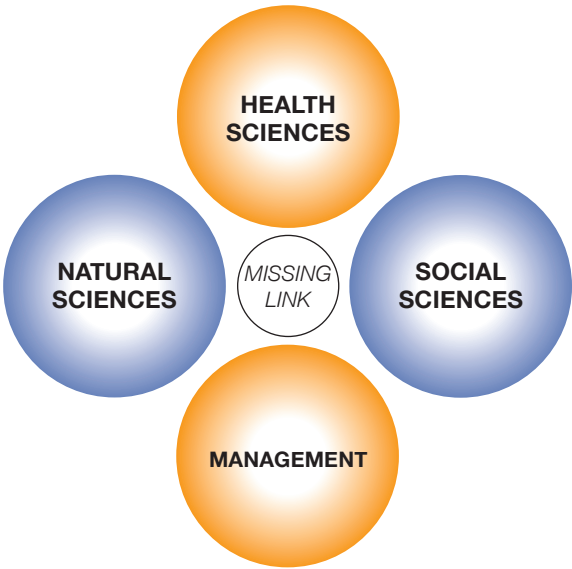 HEALTH
SCIENCES
NATURAL
SCIENCES
MISSING
LINK
SOCIAL
SCIENCES
MANAGEMENT